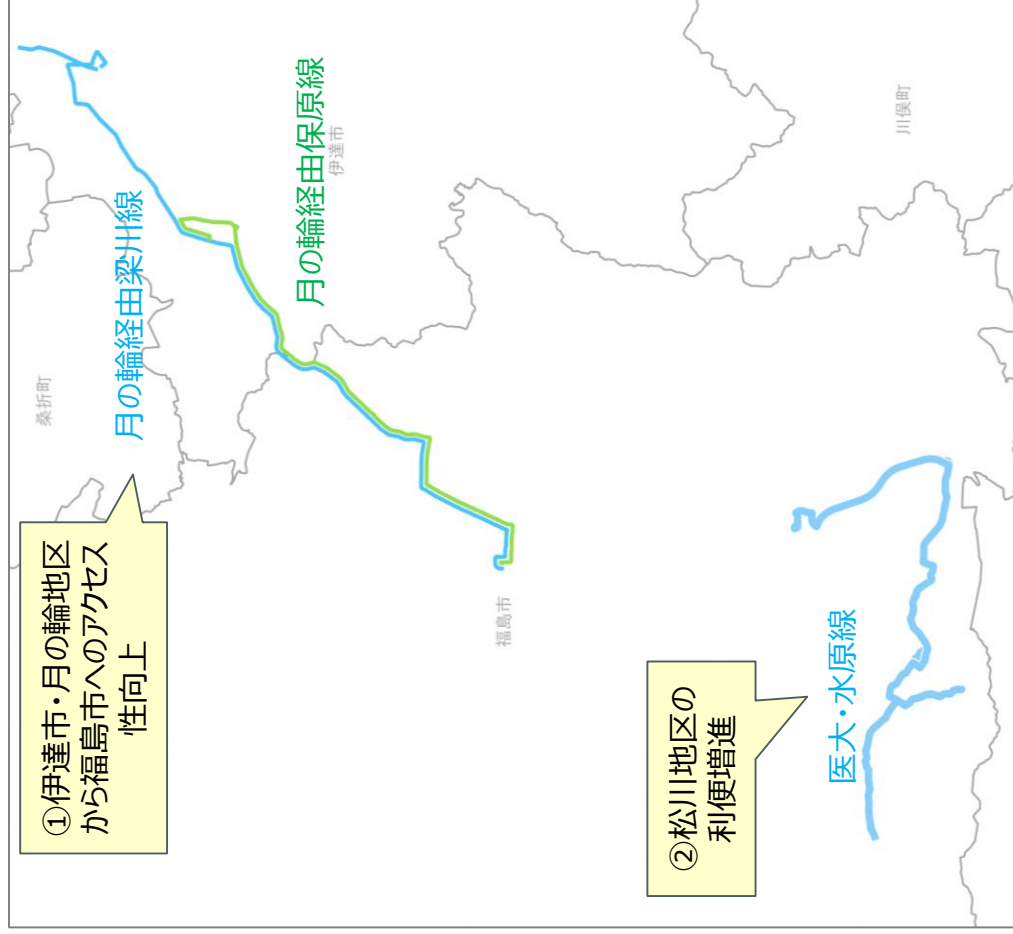 ①伊達市・月の輪地区
から福島市へのアクセス
性向上
桑折町
月の輪経由梁川線
月の輪経由保原線
伊達市
川俣町
福島市
②松川地区の
利便増進
医大・水原線